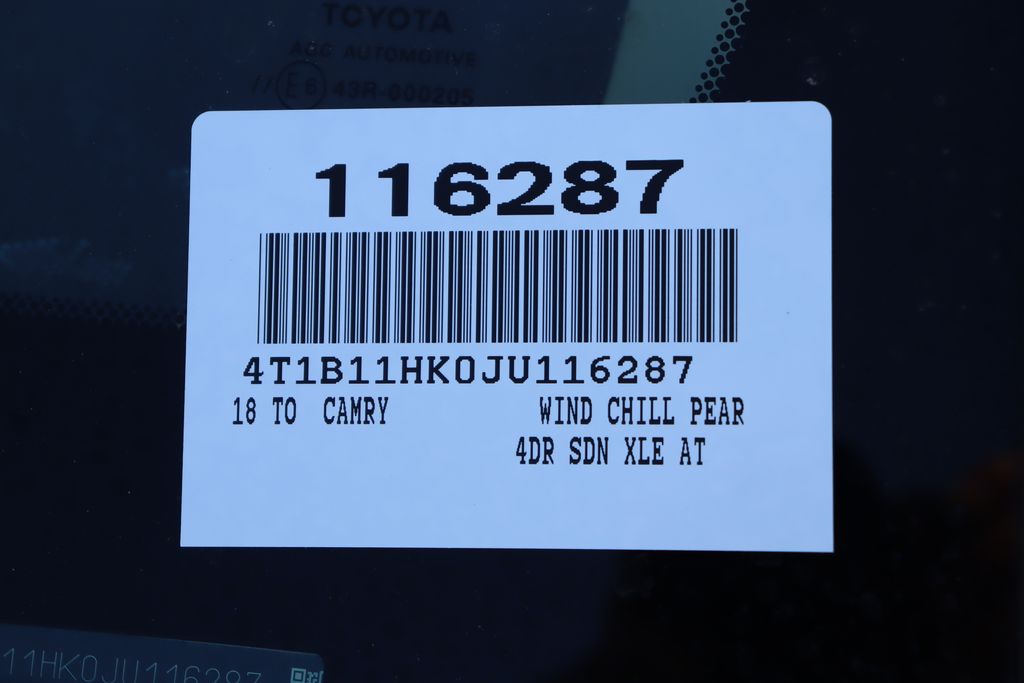 TOYOTA
AGC AUTOMOTIVE
// E6 43R-000205
116287
4T1B11HK0JU116287
18 TO CAMRY WIND CHILL PEAR
4DR SDN XLE AT
11HK0JU116287